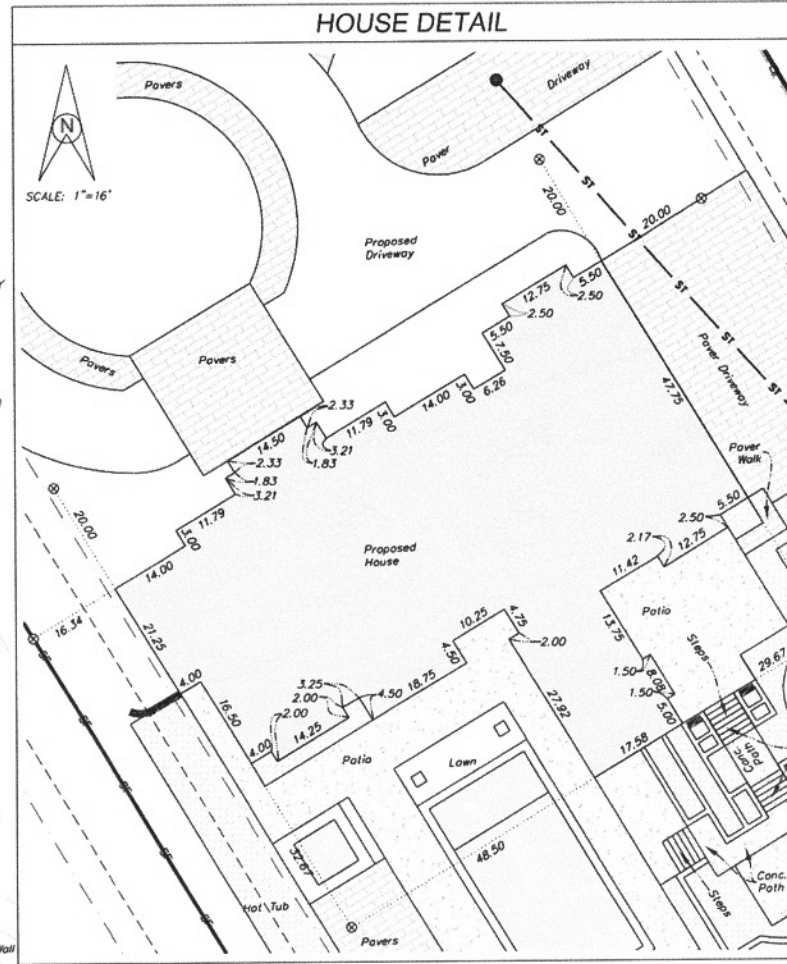 HOUSE DETAIL
Pavers
Driveway
N
SCALE: 1"=16'
Paver
ST
20.00
20.00
Proposed
Driveway
ST
12.75
5.50
2.50
2.50
ST
Pavers
Pavers
5.50
7.50
ST
Paver Driveway
3.00
6.26
14.00
47.75
2.33
3.00
11.79
14.50
3.21
1.83
Paver
Walk
2.33
1.83
3.21
11.79
20.00
3.00
5.50
2.50
2.17
12.75
Proposed
House
14.00
11.42
Patio
16.34
21.25
10.25
4.75
13.75
Steps
2.00
SF
4.00
4.50
1.50
8.08
29.67
3.25
2.00
4.50
18.75
1.50
5.00
16.50
2.00
27.92
4.00
14.25
17.58
Patio
Lawn
Conc.
Path
SF
48.50
32.67
SF
Conc.
Path
Hot Tub
Steps
SF
Pavers
Wall